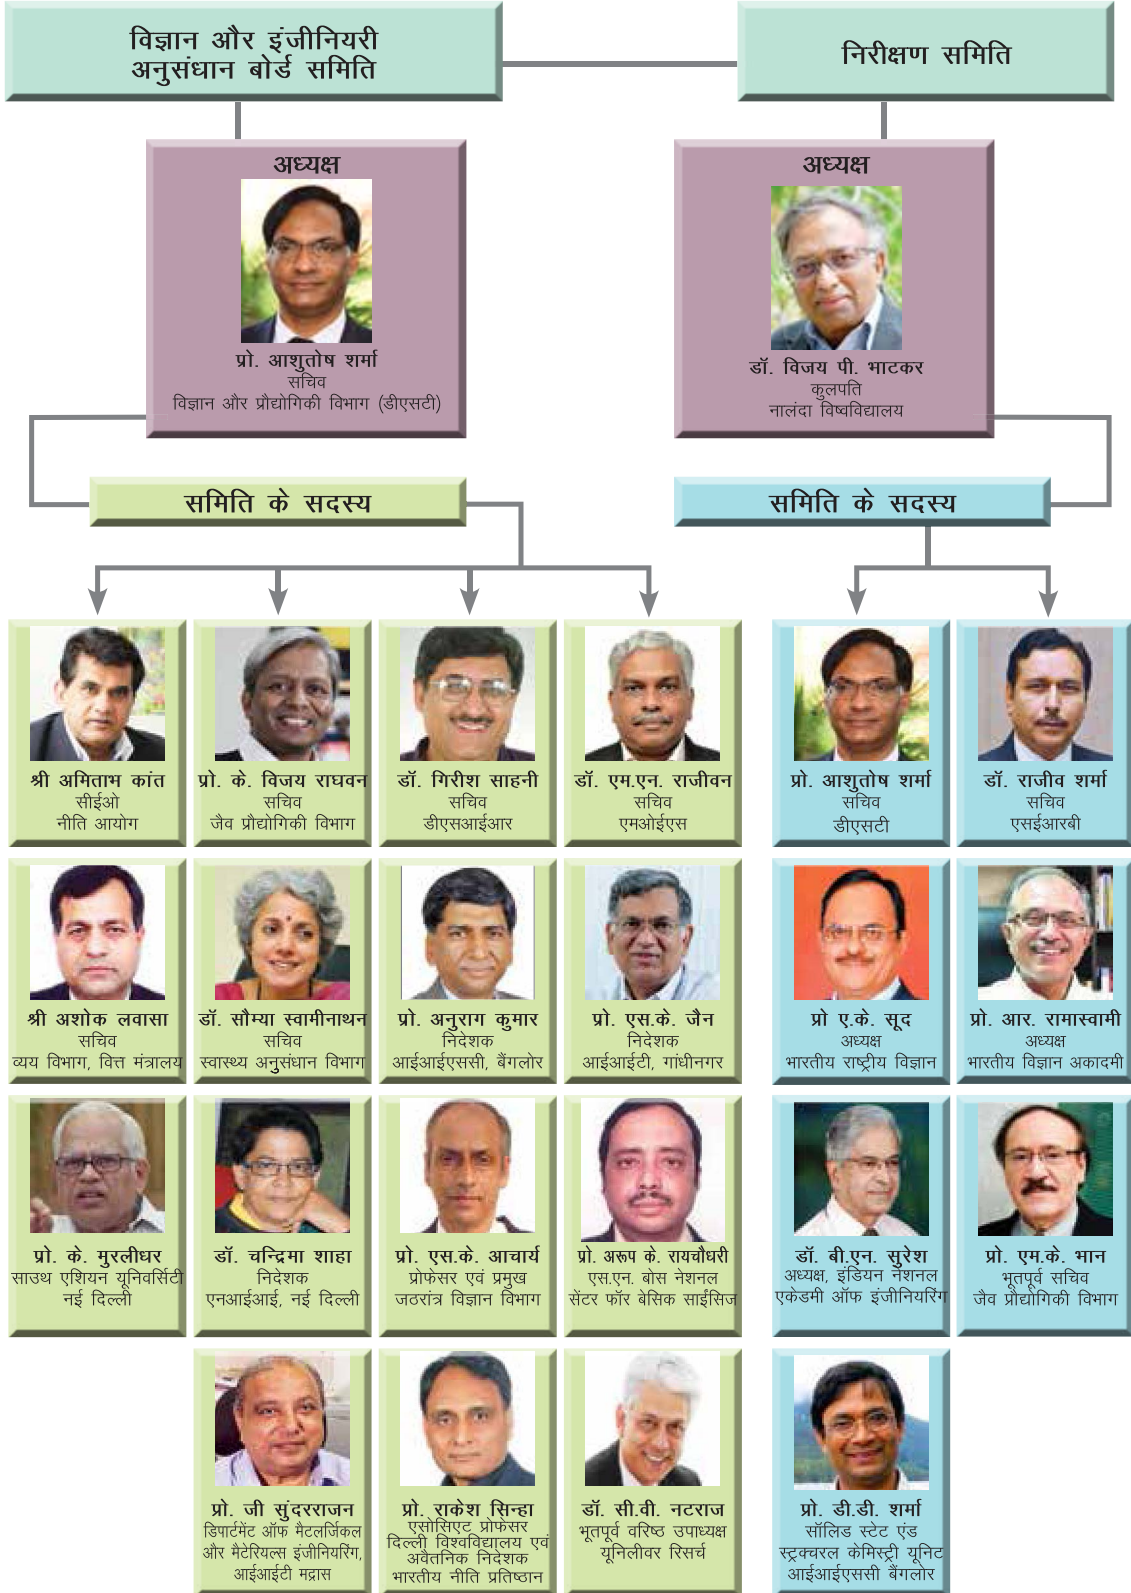 विज्ञान और इंजीनियरी
अनुसंधान बोर्ड समिति
निरीक्षण समिति
अध्यक्ष
प्रो. आशुतोष शर्मा
सचिव
विज्ञान और प्रौद्योगिकी विभाग (डीएसटी)
अध्यक्ष
डॉ. विजय पी. भाटकर
कुलपति
नालंदा विष्वविद्यालय
समिति के सदस्य
समिति के सदस्य
श्री अमिताभ कांत
सीईओ
नीति आयोग
प्रो. के. विजय राघवन
सचिव
जैव प्रौद्योगिकी विभाग
डॉ. गिरीश साहनी
सचिव
डीएसआईआर
डॉ. एम.एन. राजीवन
सचिव
एमओईएस
प्रो. आशुतोष शर्मा
सचिव
डीएसटी
डॉ. राजीव शर्मा
सचिव
एसईआरबी
श्री अशोक लवासा
सचिव
व्यय विभाग, वित्त मंत्रालय
डॉ. सौम्या स्वामीनाथन
सचिव
स्वास्थ्य अनुसंधान विभाग
प्रो. अनुराग कुमार
निदेशक
आईआईएससी, बैंगलोर
प्रो. एस.के. जैन
निदेशक
आईआईटी, गांधीनगर
प्रो ए.के. सूद
अध्यक्ष
भारतीय राष्ट्रीय विज्ञान
प्रो. आर. रामास्वामी
अध्यक्ष
भारतीय विज्ञान अकादमी
प्रो. के. मुरलीधर
साउथ एशियन यूनिवर्सिटी
नई दिल्ली
डॉ. चन्द्रिमा शाहा
निदेशक
एनआईआई, नई दिल्ली
प्रो. एस.के. आचार्य
प्रोफेसर एवं प्रमुख
जठरांत्र विज्ञान विभाग
प्रो. अरूप के. रायचौधरी
एस.एन. बोस नेशनल
सेंटर फॉर बेसिक साईंसिज
डॉ. बी.एन. सुरेश
अध्यक्ष, इंडियन नेशनल
एकेडमी ऑफ इंजीनियरिंग
प्रो. एम.के. भान
भूतपूर्व सचिव
जैव प्रौद्योगिकी विभाग
प्रो. जी सुंदरराजन
डिपार्टमेंट ऑफ मैटलर्जिकल
और मैटेरियल्स इंजीनियरिंग,
आईआईटी मद्रास
प्रो. राकेश सिन्हा
एसोसिएट प्रोफेसर
दिल्ली विश्वविद्यालय एवं
अवैतनिक निदेशक
भारतीय नीति प्रतिष्ठान
डॉ. सी.वी. नटराज
भूतपूर्व वरिष्ठ उपाध्यक्ष
यूनिलीवर रिसर्च
प्रो. डी.डी. शर्मा
सॉलिड स्टेट एंड
स्ट्रक्चरल केमिस्ट्री यूनिट
आईआईएससी बैंगलोर